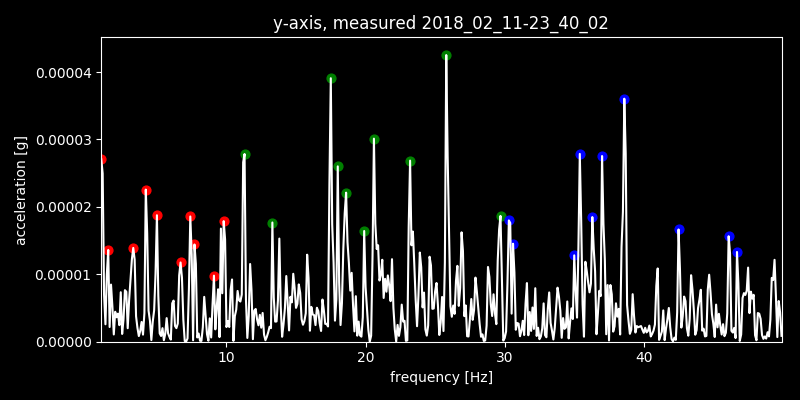 y-axis, measured 2018_02_11-23_40_02
0.00004
0.00003
0.00002
0.00001
0.00000
acceleration [g]
10 20 30 40
frequency [Hz]